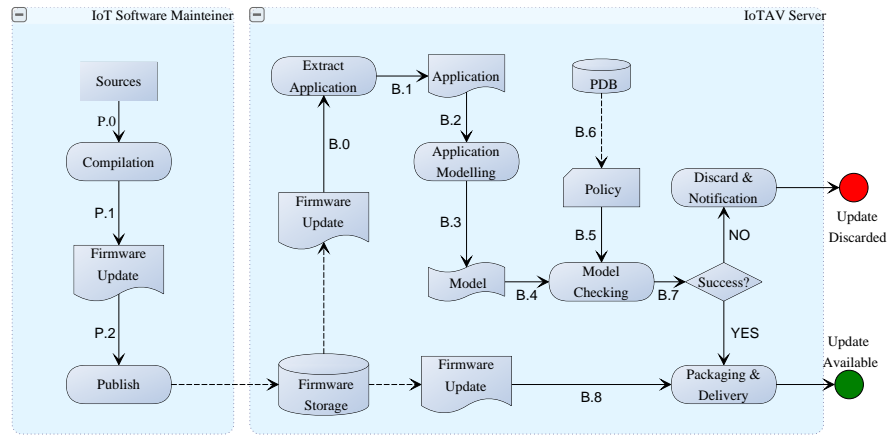 IoT Software Mainteiner
Sources
P.0
Compilation
P.1
Firmware
Update
P.2
Publish
IoTAV Server
Extract
Application
B.1
Application
B.0
B.2
Application
Modelling
Firmware
Update
B.3
Model
B.4
PDB
B.6
Policy
B.5
Model
Checking
B.7
Success?
NO
Discard &
Notification
Update
Discarded
YES
Firmware
Storage
Firmware
Update
B.8
Packaging &
Delivery
Update
Available